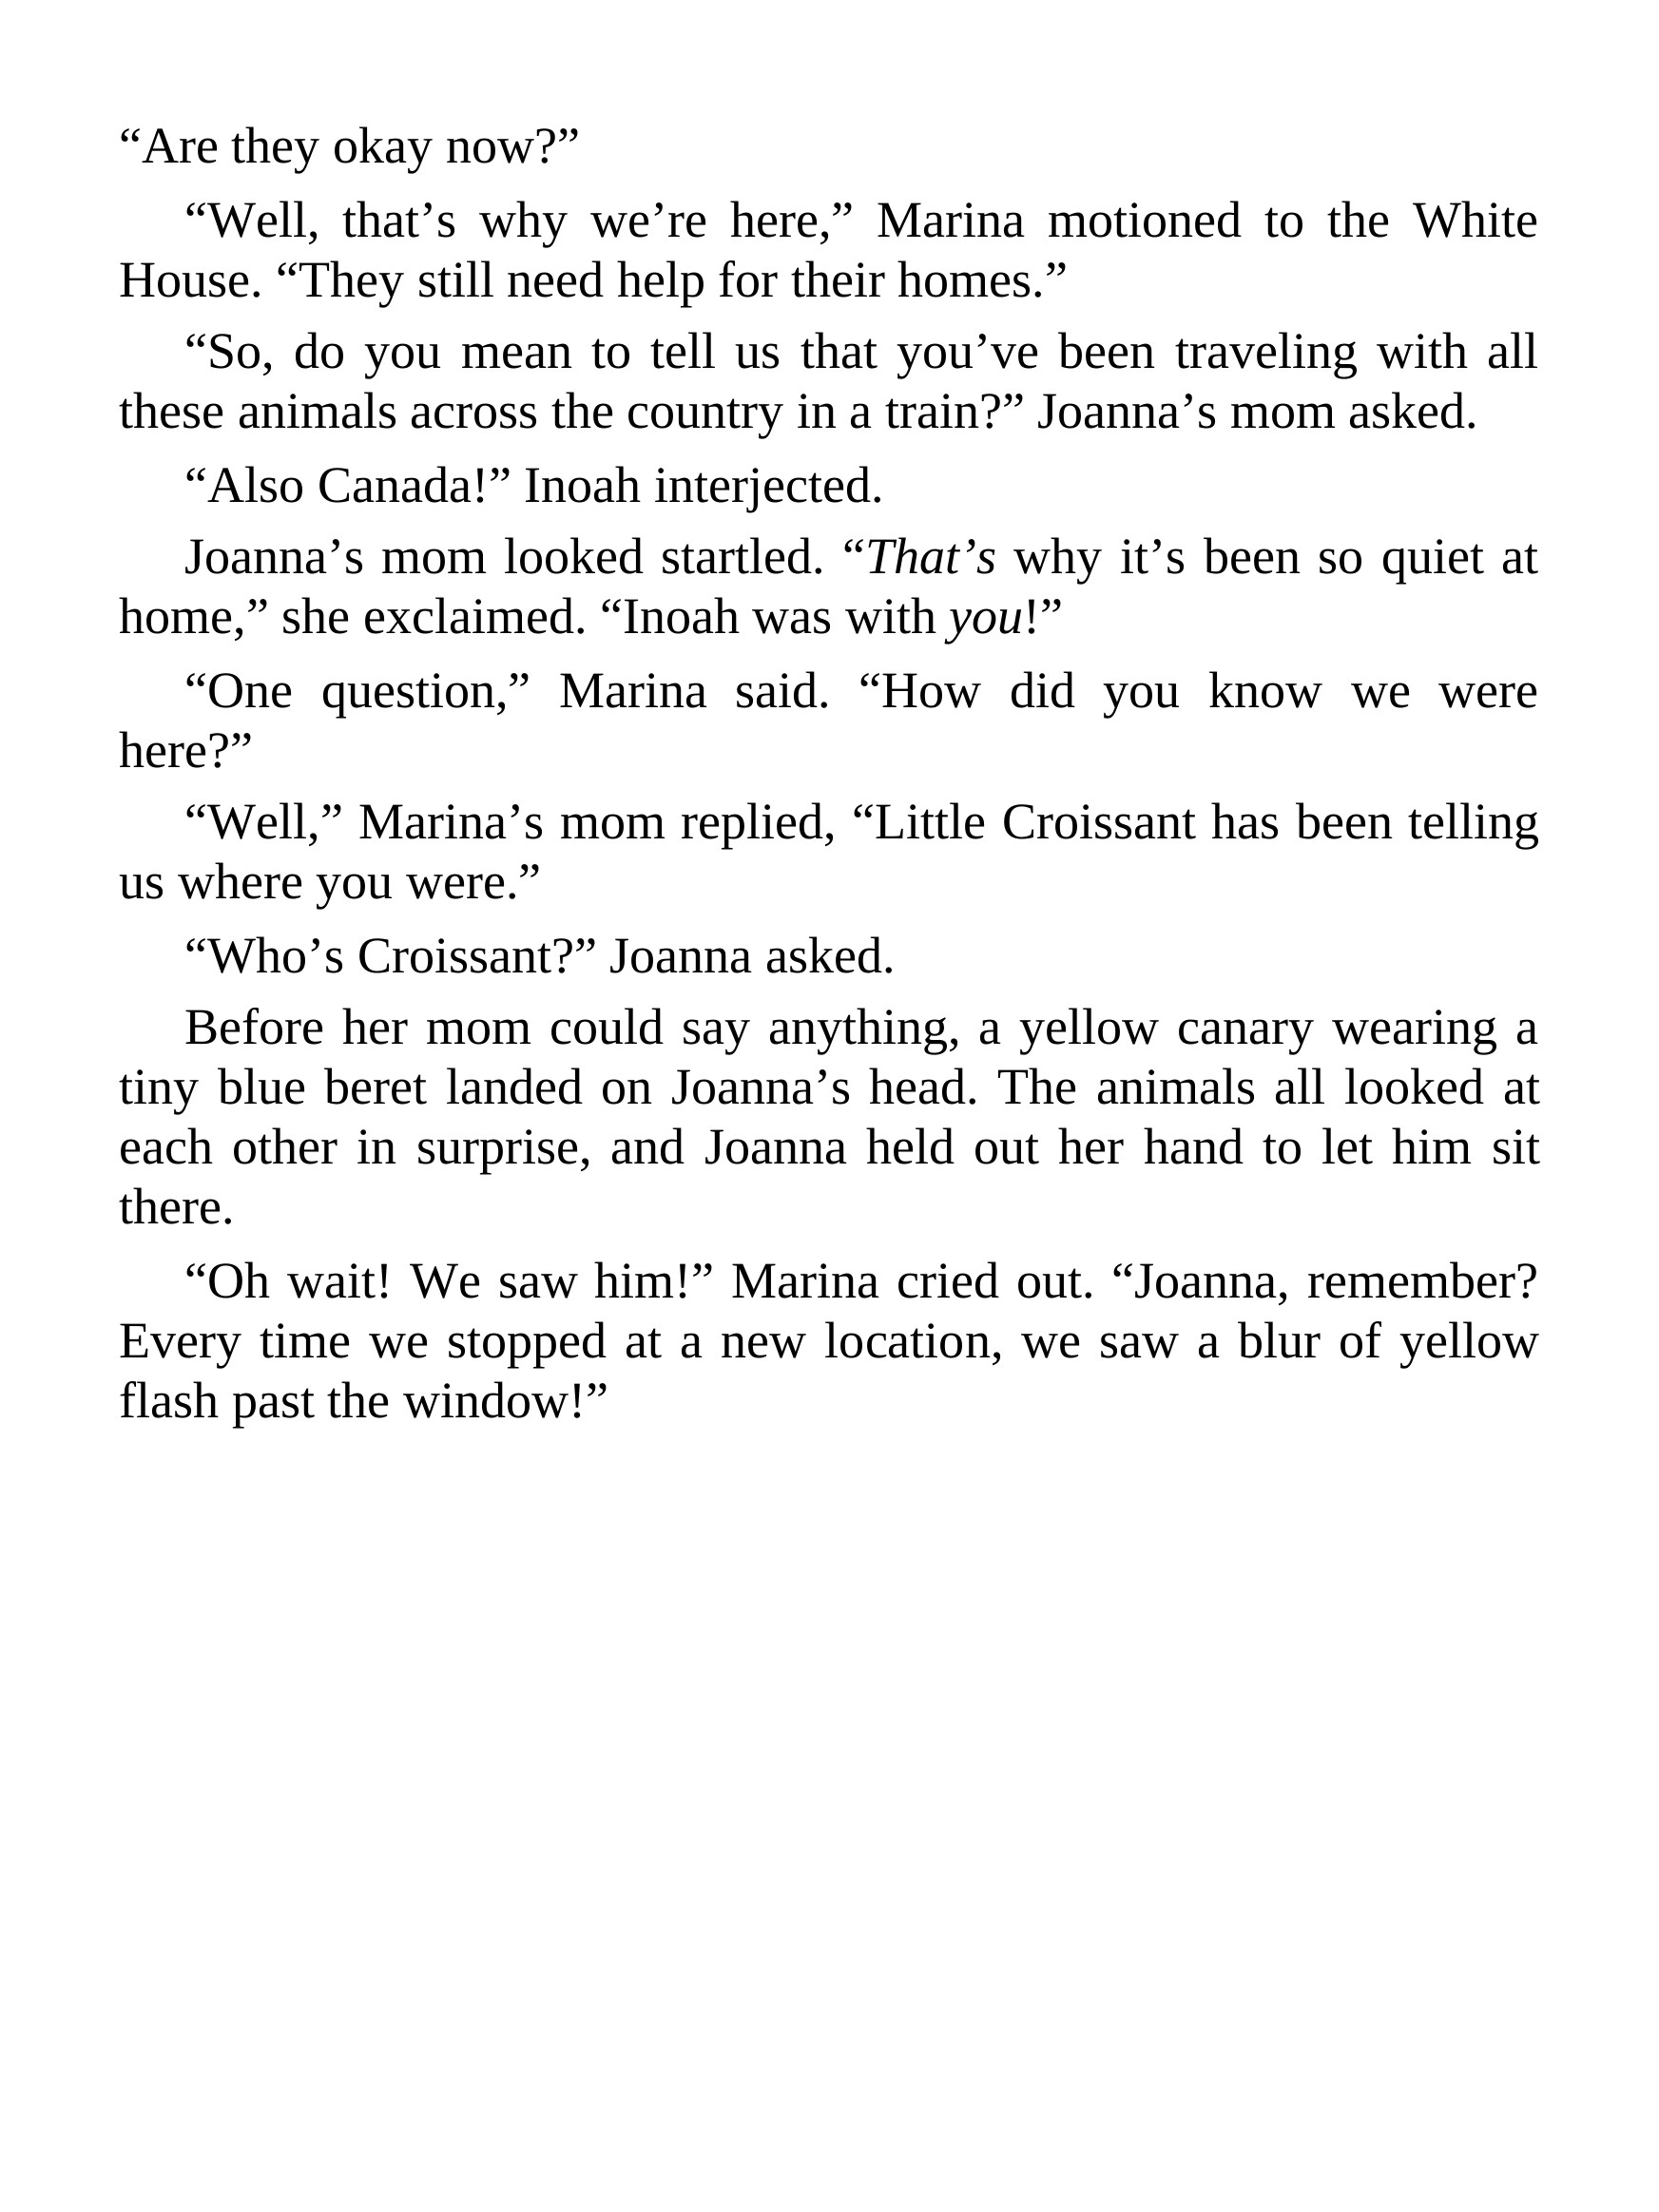 “Are they okay now?”
“Well, that’s why we’re here,” Marina motioned to the White
House. “They still need help for their homes.”
“So, do you mean to tell us that you’ve been traveling with all
these animals across the country in a train?” Joanna’s mom asked.
“Also Canada!” Inoah interjected.
Joanna’s mom looked startled. “That’s why it’s been so quiet at
home,” she exclaimed. “Inoah was with you!”
“One question,” Marina said. “How did you know we were
here?”
“Well,” Marina’s mom replied, “Little Croissant has been telling
us where you were.”
“Who’s Croissant?” Joanna asked.
Before her mom could say anything, a yellow canary wearing a
tiny blue beret landed on Joanna’s head. The animals all looked at
each other in surprise, and Joanna held out her hand to let him sit
there.
“Oh wait! We saw him!” Marina cried out. “Joanna, remember?
Every time we stopped at a new location, we saw a blur of yellow
flash past the window!”